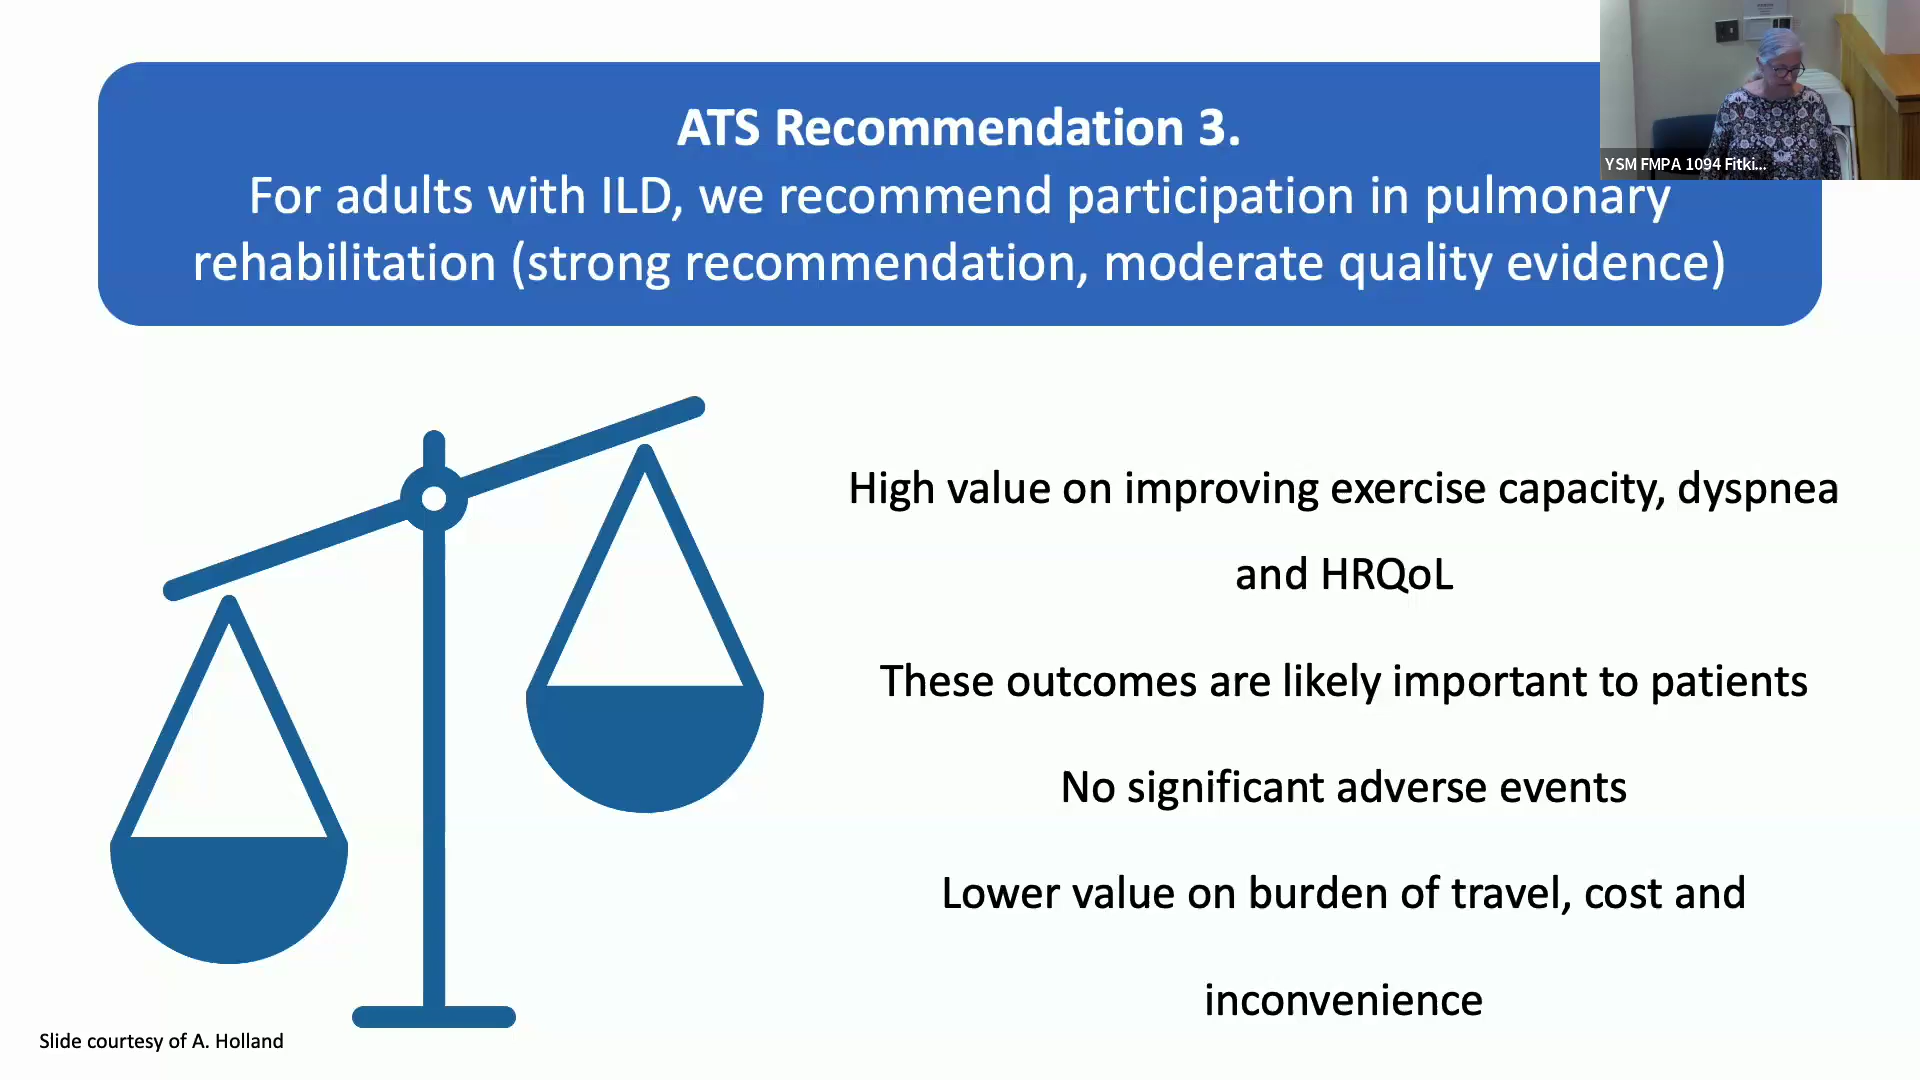 ATS Recommendation 3.
For adults with ILD, we recommend participation in pulmonary
rehabilitation (strong recommendation, moderate quality evidence)
YSM FMPA 1094 Fitki...
High value on improving exercise capacity, dyspnea
and HRQoL
These outcomes are likely important to patients
No significant adverse events
Lower value on burden of travel, cost and
inconvenience
Slide courtesy of A. Holland